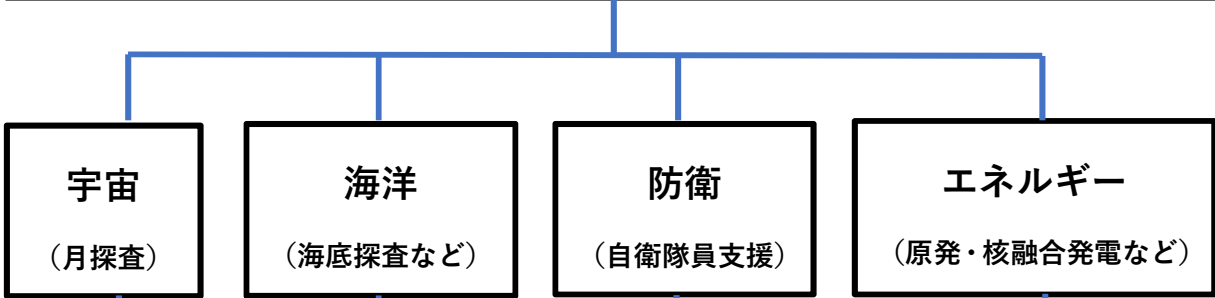 宇宙
（月探査）
海洋
（海底探査など）
防衛
（自衛隊員支援）
エネルギー
（原発・核融合発電など）